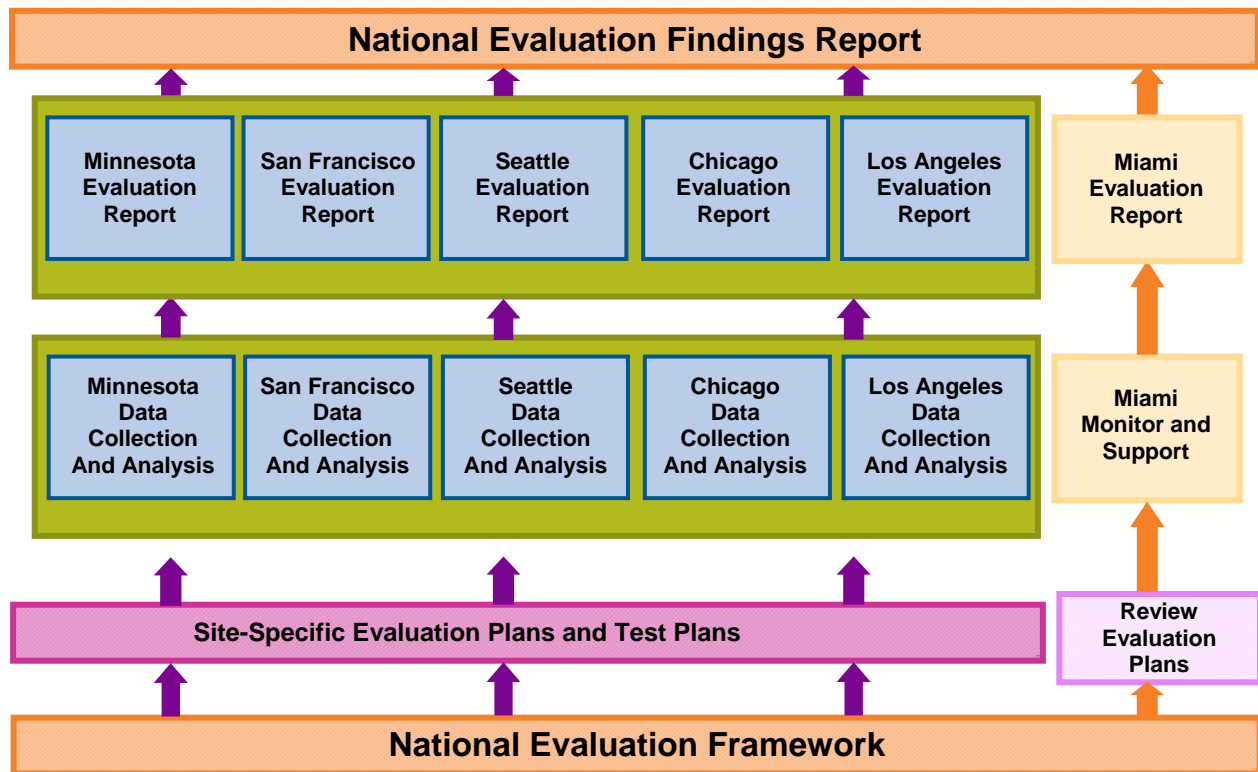 National Evaluation Findings Report
Minnesota
Evaluation
Report
San Francisco
Evaluation
Report
Seattle
Evaluation
Report
Chicago
Evaluation
Report
Los Angeles
Evaluation
Report
Miami
Evaluation
Report
Minnesota
Data
Collection
And Analysis
San Francisco
Data
Collection
And Analysis
Seattle
Data
Collection
And Analysis
Chicago
Data
Collection
And Analysis
Los Angeles
Data
Collection
And Analysis
Miami
Monitor and
Support
Site-Specific Evaluation Plans and Test Plans
Review
Evaluation
Plans
National Evaluation Framework